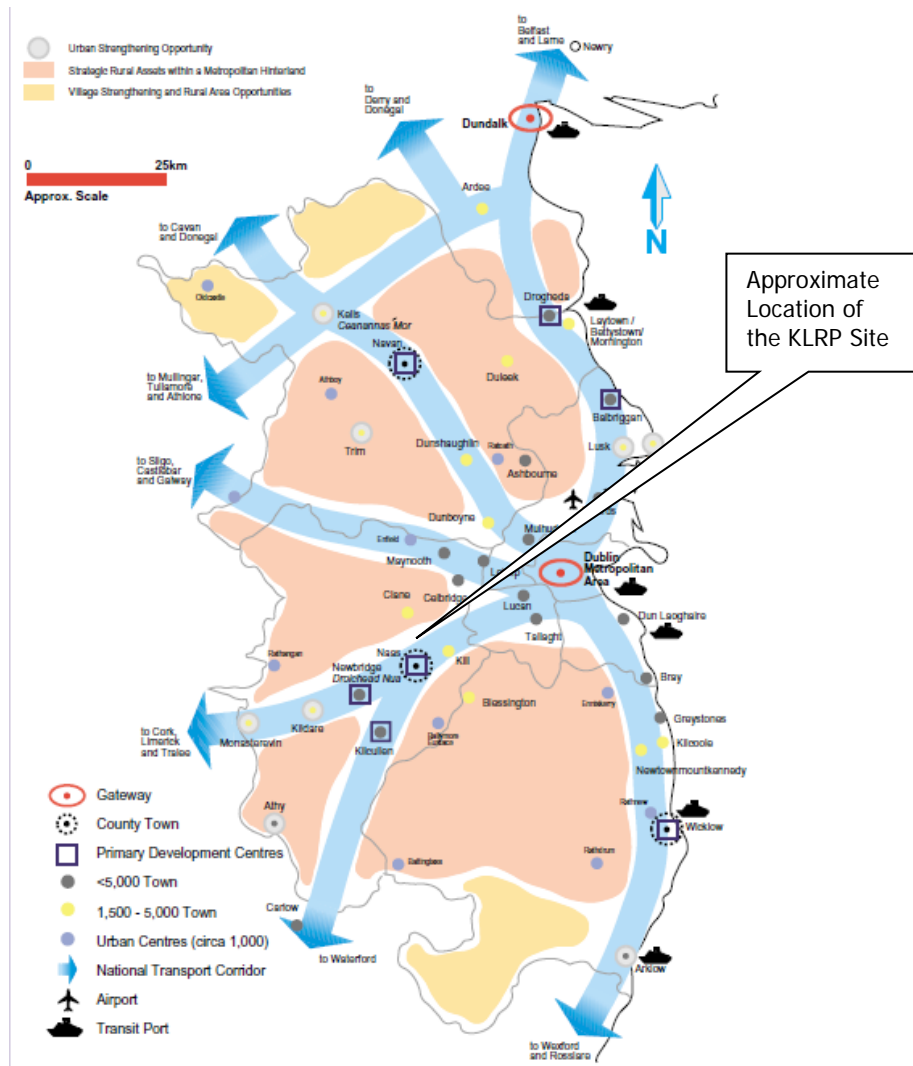 to
Belfast
and Larne
Newry
Urban Strengthening Opportunity
Strategic Rural Assets within a Metropolitan Hinterland
Village Strengthening and Rural Area Opportunities
to
Derry and
Donegal
Dundalk
0 25km
Approx. Scale
Ardee
N
to Cavan
and Donegal
Oldcastle
Kells
Ceanannas Mor
Navan
Drogheda
Laytown /
Bettystown/
Mornington
Approximate
Location of
the KLRP Site
to Mullingar,
Tullamore
and Athlone
Athboy
Duleek
Balbriggan
Trim
Dunshaughlin
Ratoath
Ashbourne
Lusk
to Sligo,
Castlebar
and Galway
Dunboyne
Enfield
Maynooth
Dublin
Metropolitan
Area
Celbridge
Lucan
Clane
Tallaght
Dun Laoghaire
Rathangan
Naas
Kill
Newbridge
Droichead Nua
Bray
Blessington
Enniskerry
Greystones
to Cork,
Limerick
and Tralee
Monasterevin
Kildare
Kilcullen
Ballymore
Eustace
Kilcoole
Newtownmountkennedy
Gateway
County Town
Primary Development Centres
<5,000 Town
1,500 - 5,000 Town
Urban Centres (circa 1,000)
National Transport Corridor
Airport
Transit Port
Athy
Rathnew
Wicklow
Baltinglass
Rathdrum
Carlow
to Waterford
Arklow
to Wexford
and Rosslare